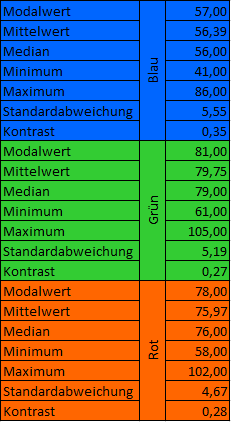 Modalwert 57,00
Mittelwert 56,39
Median 56,00
Minimum 41,00
Maximum 86,00
Standardabweichung 5,55
Kontrast 0,35
Blau
Modalwert 81,00
Mittelwert 79,75
Median 79,00
Minimum 61,00
Maximum 105,00
Standardabweichung 5,19
Kontrast 0,27
Grün
Modalwert 78,00
Mittelwert 75,97
Median 76,00
Minimum 58,00
Maximum 102,00
Standardabweichung 4,67
Kontrast 0,28
Rot